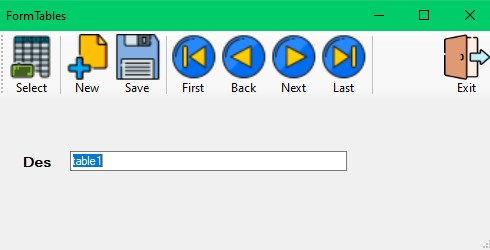 FormTables
Select New Save First Back Next Last Exit
Des table1